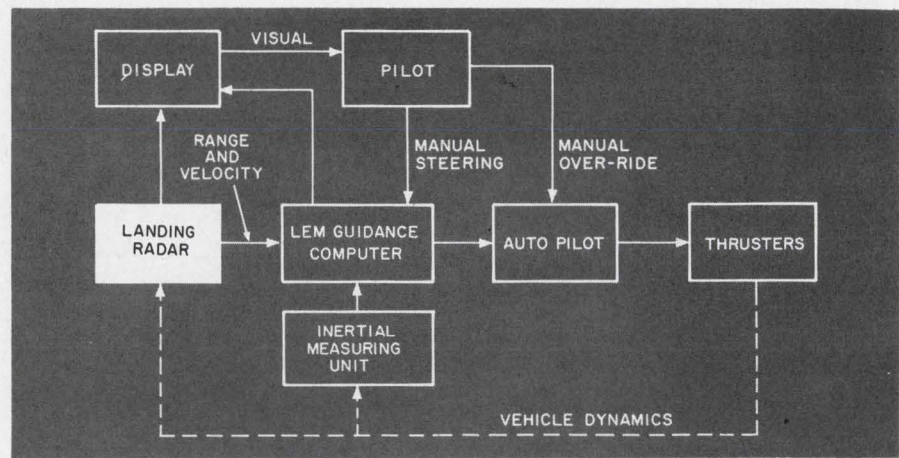 VISUAL
DISPLAY
PILOT
RANGE
AND
VELOCITY
MANUAL
STEERING
MANUAL
OVER-RIDE
LANDING
RADAR
LEM GUIDANCE
COMPUTER
AUTO PILOT
THRUSTERS
INERTIAL
MEASURING
UNIT
VEHICLE DYNAMICS